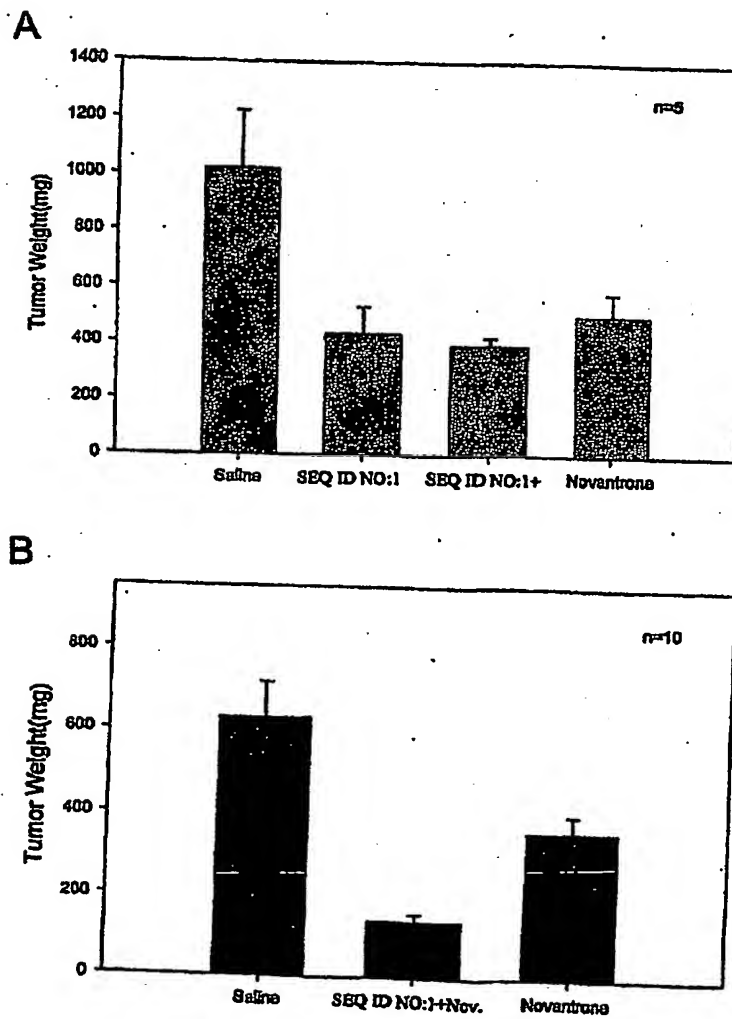 A
1400
n=5
1200
1000
800
600
400
200
0
Tumor Weight(mg)
Saline SEQ ID NO:1 SEQ ID NO:1+ Novantrone
B
n=10
800
600
400
200
0
Tumor Weight(mg)
Saline SEQ ID NO:1+Nov. Novantrone